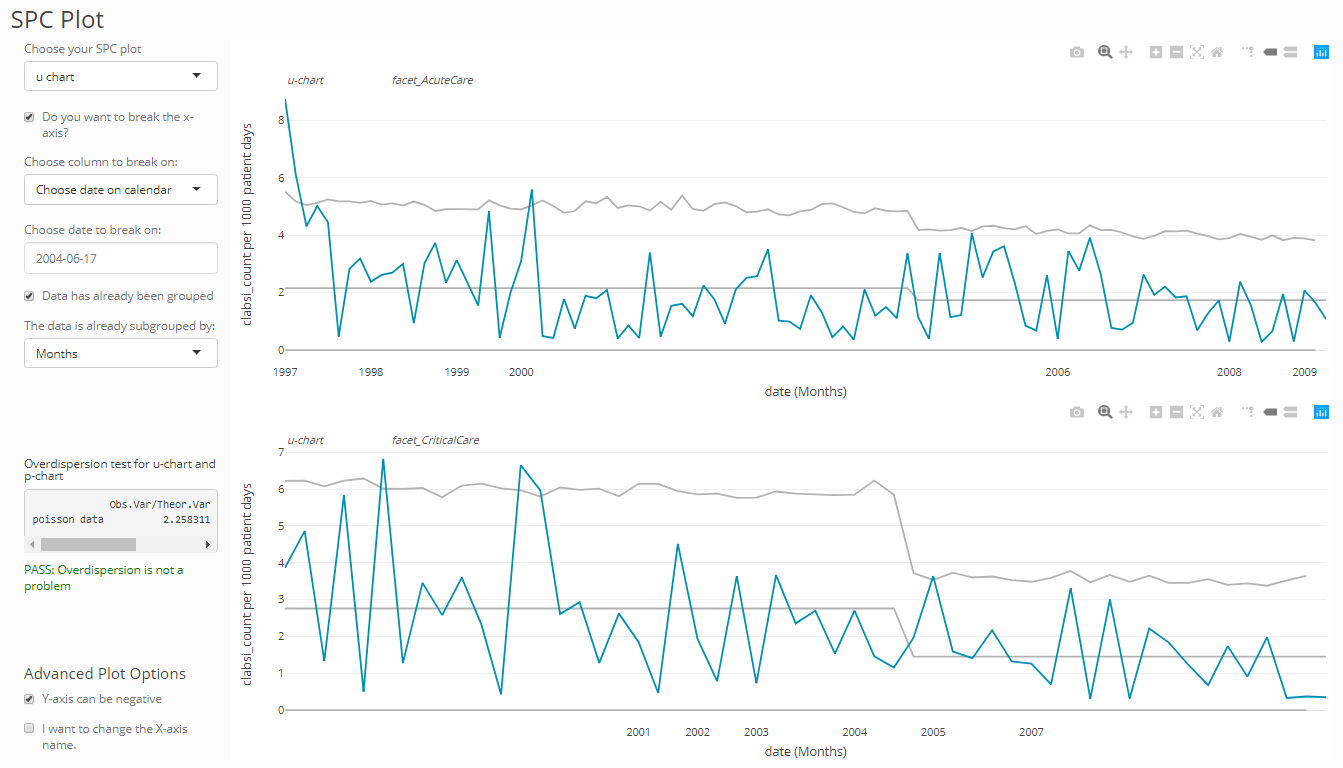 SPC Plot
Choose your SPC plot
u chart
Do you want to break the x-
axis?
Choose column to break on:
Choose date on calendar
Choose date to break on:
2004-06-17
Data has already been grouped
The data is already subgrouped by:
Months
Overdispersion test for u-chart and
p-chart
Obs.Var/Theor.Var
poisson data 2.258311
PASS: Overdispersion is not a
problem
Advanced Plot Options
Y-axis can be negative
I want to change the X-axis
name.
u-chart facet_AcuteCare
clabsi_count per 1000 patient days
8
6
4
2
0
1997 1998 1999 2000 2006 2008 2009
date (Months)
u-chart facet_CriticalCare
clabsi_count per 1000 patient days
7
6
5
4
3
2
1
0
2001 2002 2003 2004 2005 2007
date (Months)